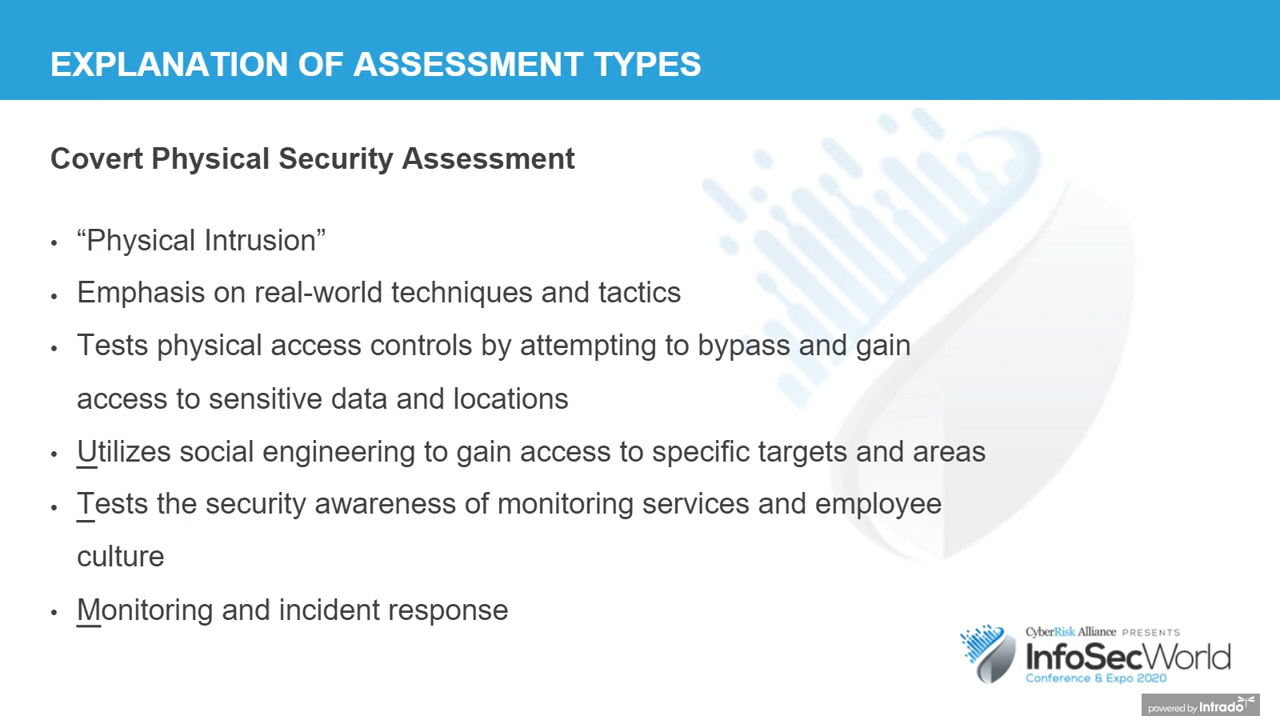 EXPLANATION OF ASSESSMENT TYPES
Covert Physical Security Assessment
• “Physical Intrusion”
• Emphasis on real-world techniques and tactics
• Tests physical access controls by attempting to bypass and gain
access to sensitive data and locations
• Utilizes social engineering to gain access to specific targets and areas
• Tests the security awareness of monitoring services and employee
culture
• Monitoring and incident response
CyberRisk Alliance PRESENTS
InfoSecWorld
Conference & Expo 2020
powered by Intrado